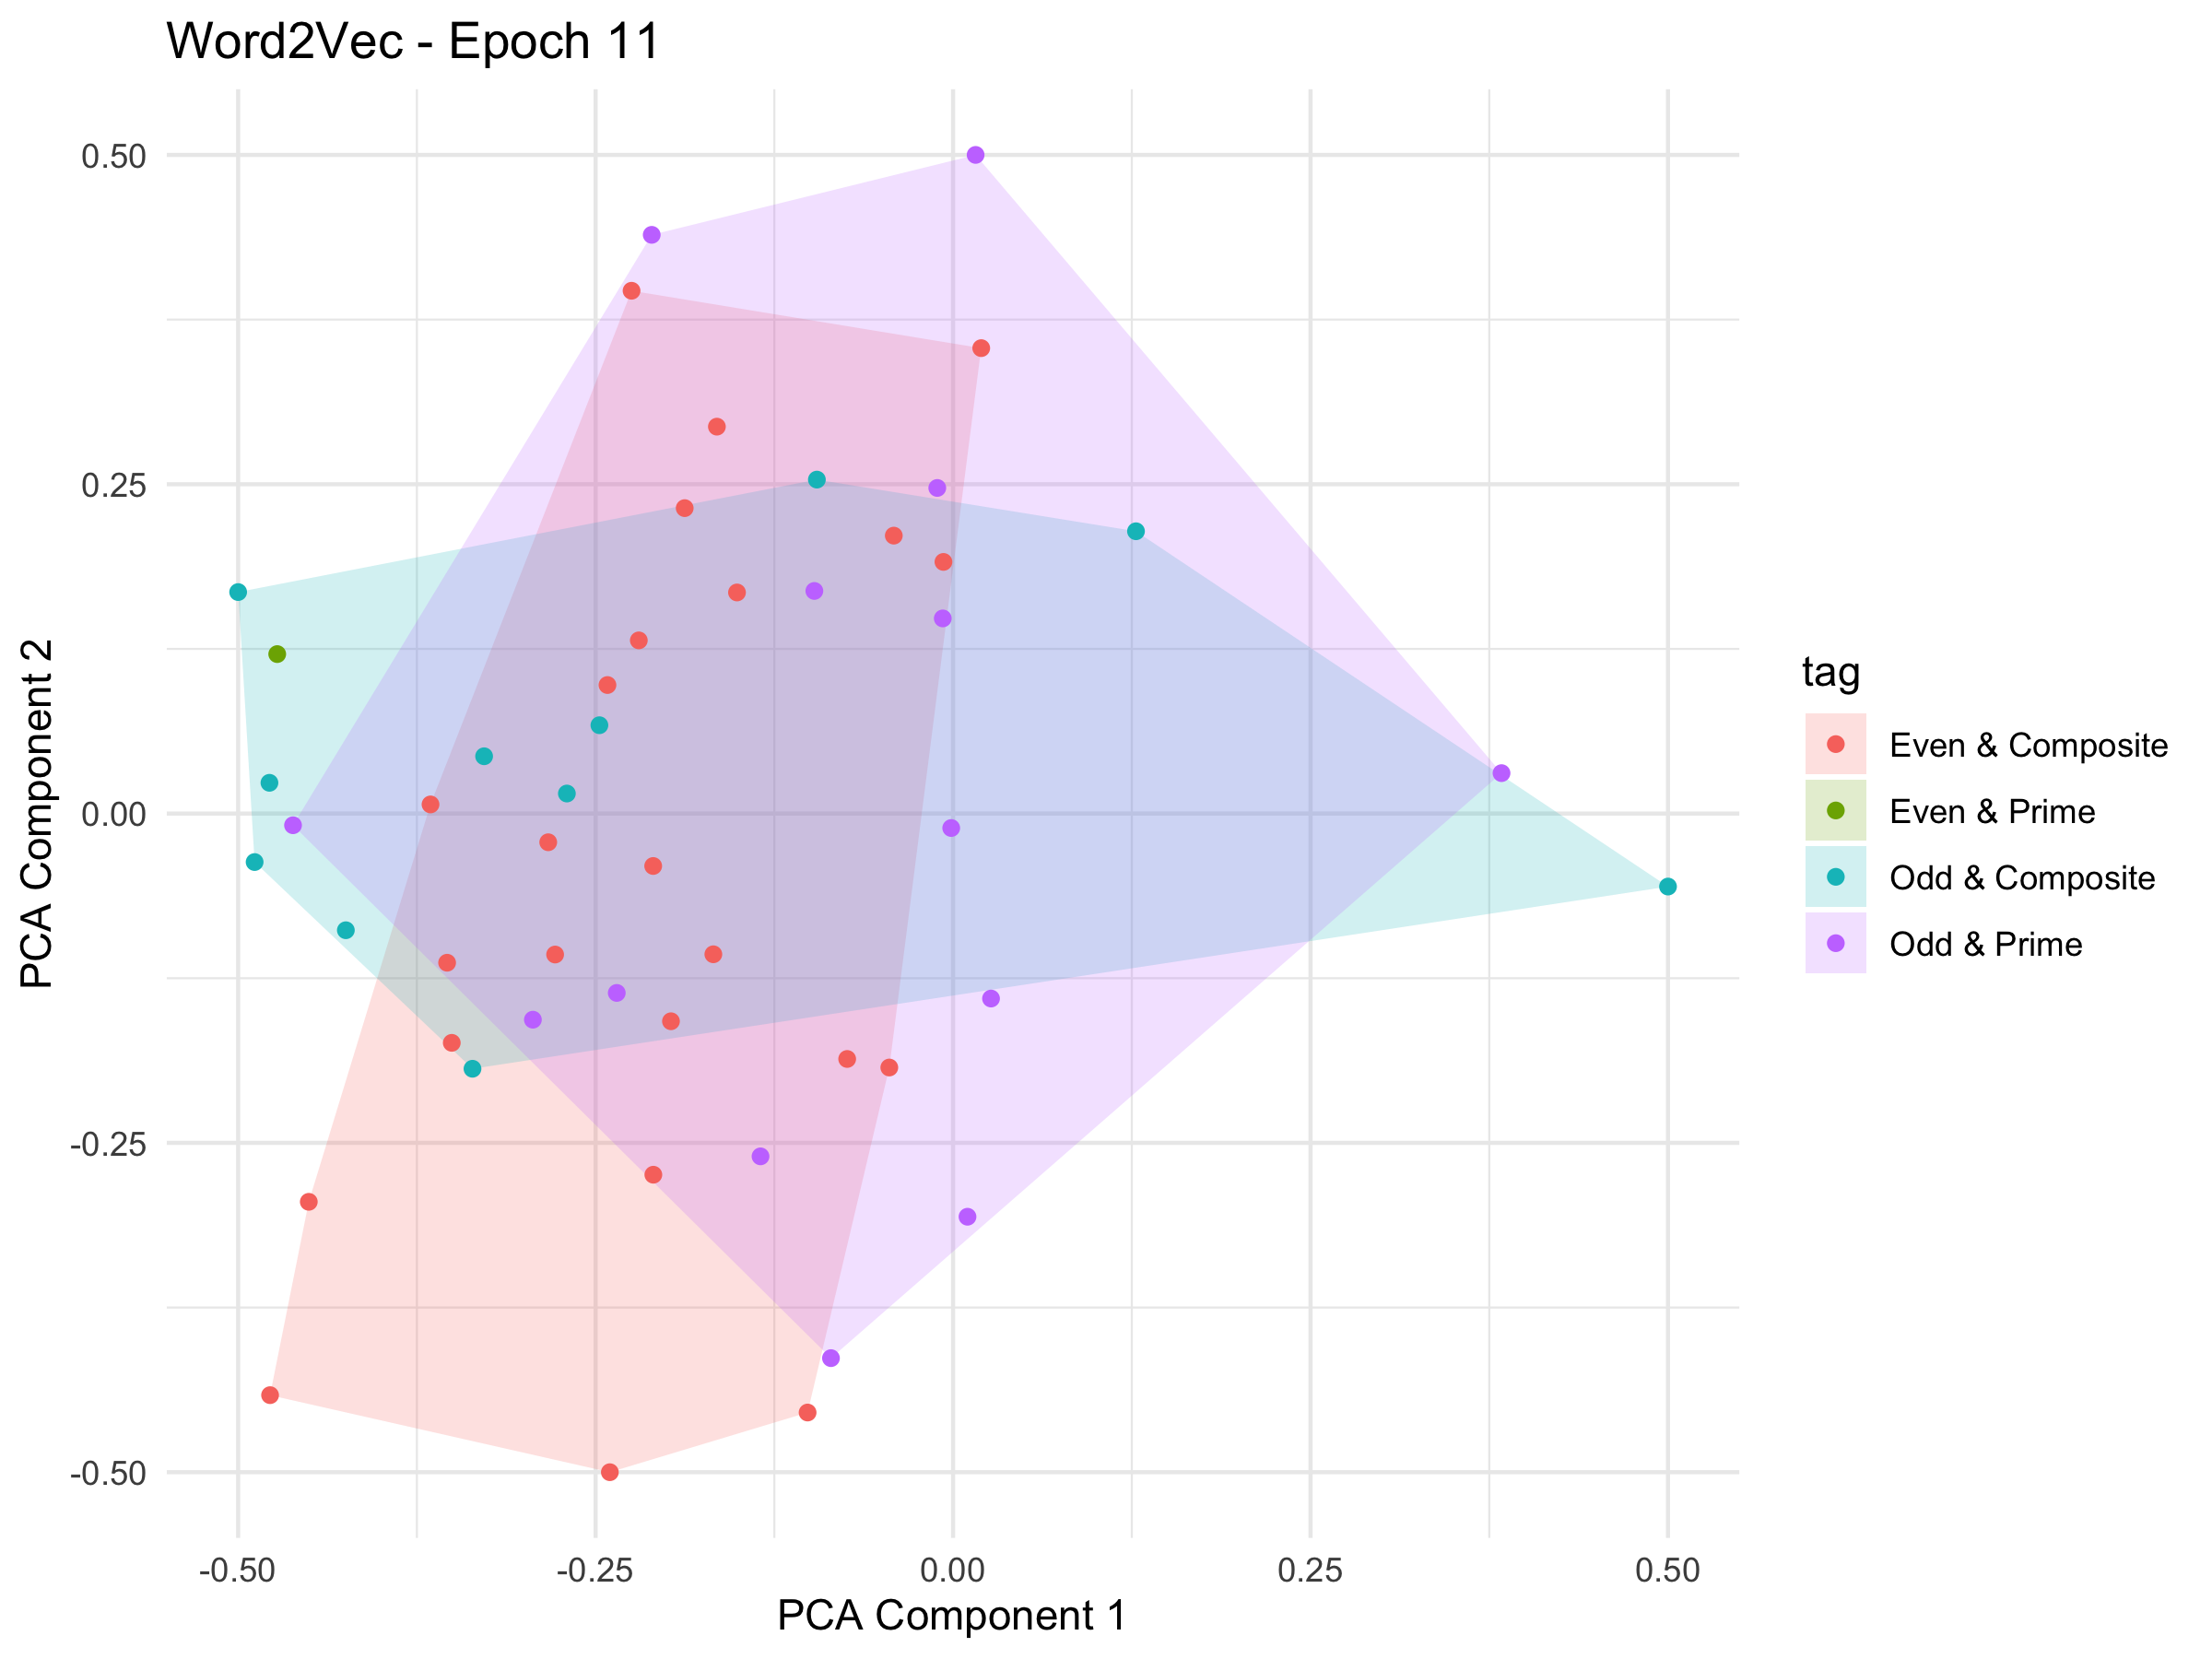 Word2Vec - Epoch 11
0.50
0.25
0.00
-0.25
-0.50
PCA Component 2
-0.50
-0.25
0.00
0.25
0.50
PCA Component 1
tag
Even & Composite
Even & Prime
Odd & Composite
Odd & Prime